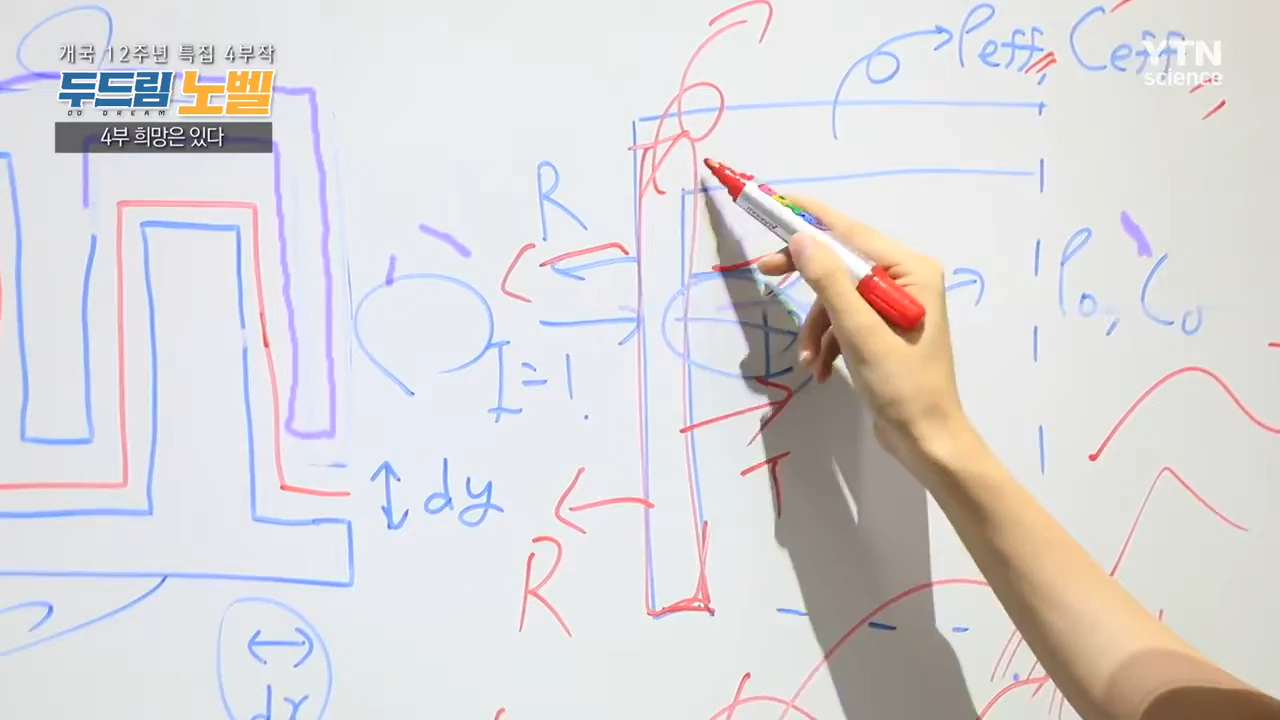 개국 12주년 특집 4부작
두드림 노벨
DO DREAM
4부 희망은 있다
YTN
science
Peff, Ceff
R
P₀, C₀
I = 1
dy
T
R
dx